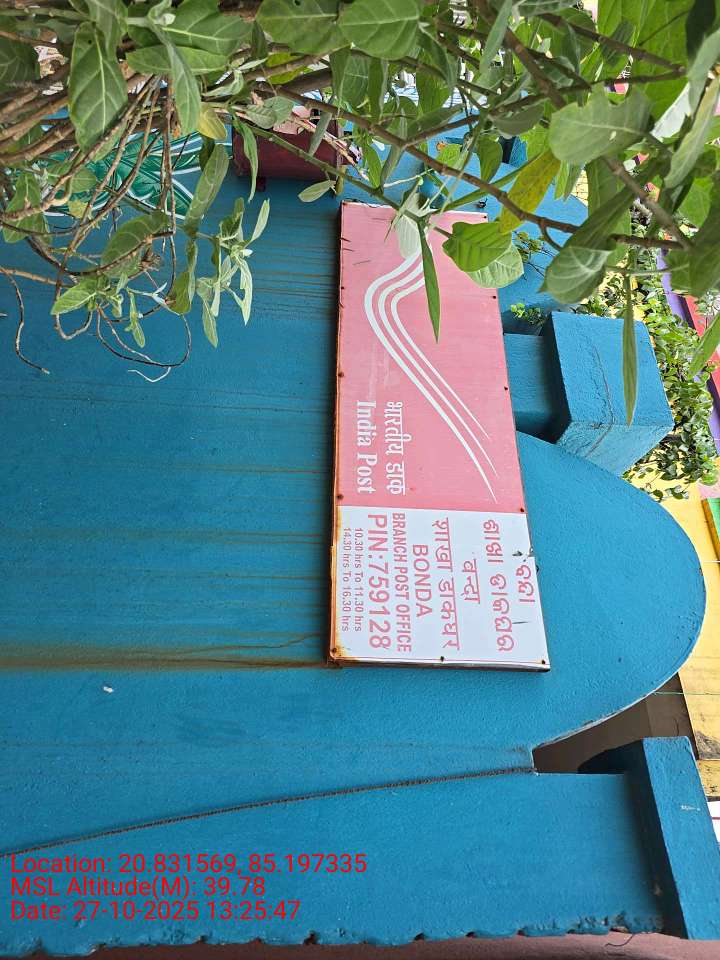 भारतीय डाक
India Post
ବନ୍ଦା
ଶାଖା ଡାକଘର
वन्दा
शाखा डाकघर
BONDA
BRANCH POST OFFICE
PIN:759128
10.30 hrs To 11.30 hrs
14.30 hrs To 16.30 hrs
Location: 20.831569, 85.197335
MSL Altitude(M): 39.78
Date: 27-10-2025 13:25:47